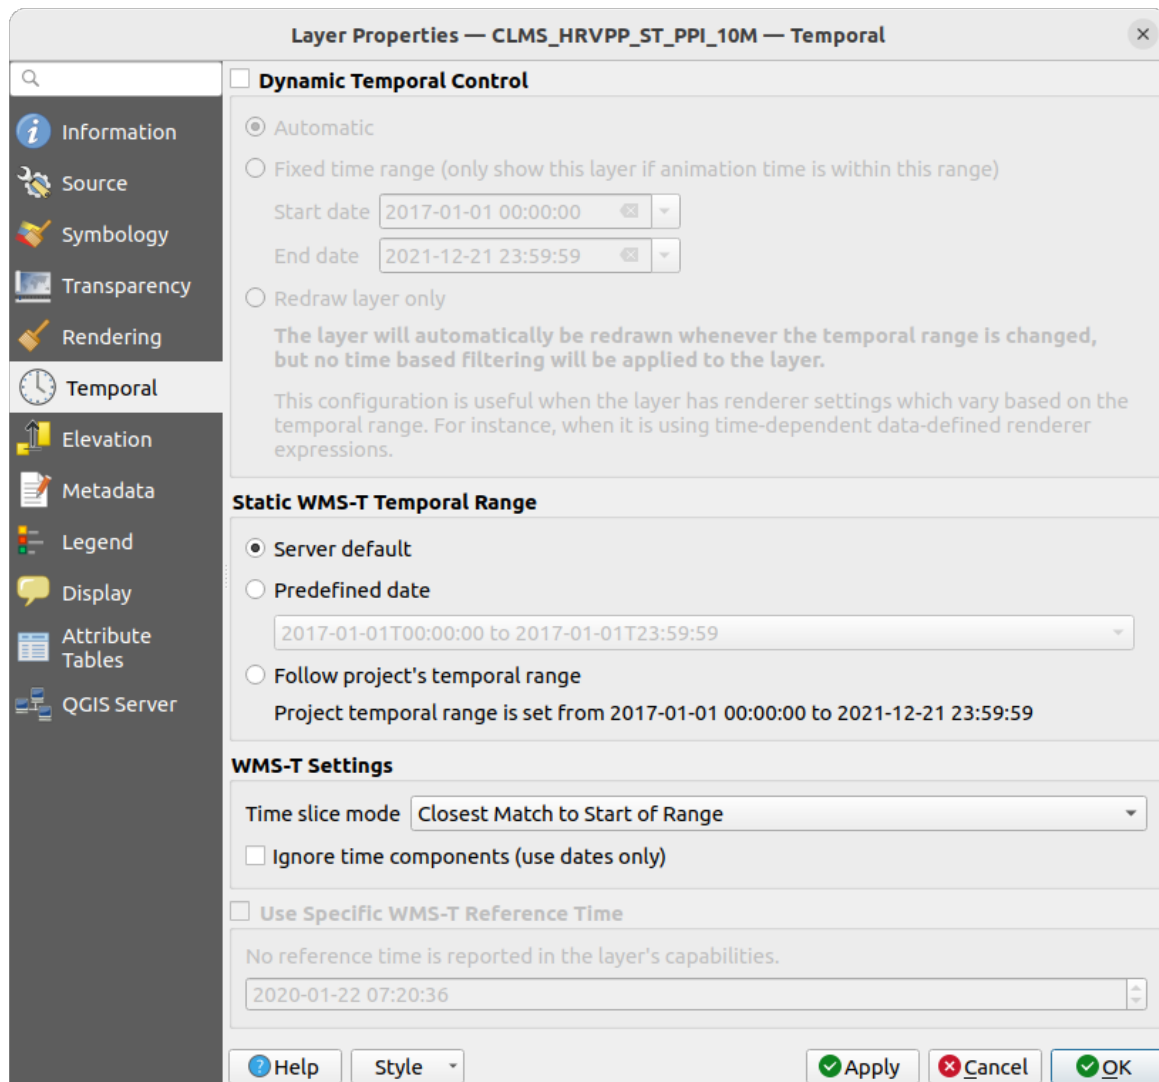 Layer Properties — CLMS_HRVPP_ST_PPI_10M — Temporal
Information
Source
Symbology
Transparency
Rendering
Temporal
Elevation
Metadata
Legend
Display
Attribute
Tables
QGIS Server
Dynamic Temporal Control
Automatic
Fixed time range (only show this layer if animation time is within this range)
Start date 2017-01-01 00:00:00
End date 2021-12-21 23:59:59
Redraw layer only
The layer will automatically be redrawn whenever the temporal range is changed,
but no time based filtering will be applied to the layer.
This configuration is useful when the layer has renderer settings which vary based on the
temporal range. For instance, when it is using time-dependent data-defined renderer
expressions.
Static WMS-T Temporal Range
Server default
Predefined date
2017-01-01T00:00:00 to 2017-01-01T23:59:59
Follow project's temporal range
Project temporal range is set from 2017-01-01 00:00:00 to 2021-12-21 23:59:59
WMS-T Settings
Time slice mode Closest Match to Start of Range
Ignore time components (use dates only)
Use Specific WMS-T Reference Time
No reference time is reported in the layer's capabilities.
2020-01-22 07:20:36
Help Style Apply Cancel OK